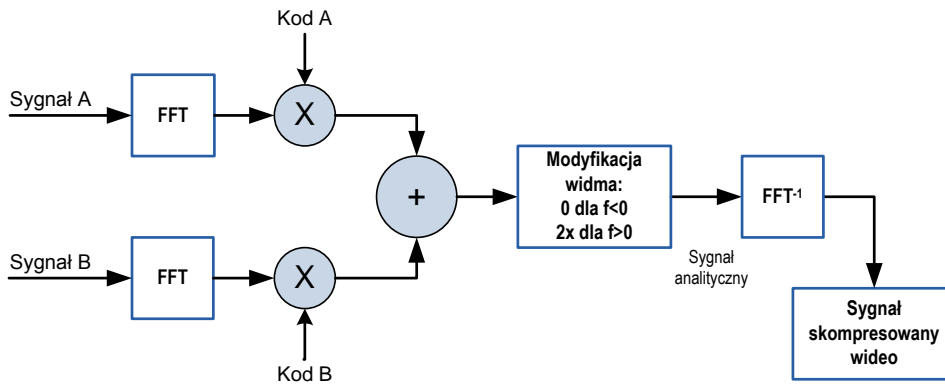 Kod A
Sygnał A
FFT
X
Modyfikacja
widma:
0 dla f<0
2x dla f>0
+
FFT-1
Sygnał B
FFT
X
Sygnał
analityczny
Kod B
Sygnał
skompresowany
wideo